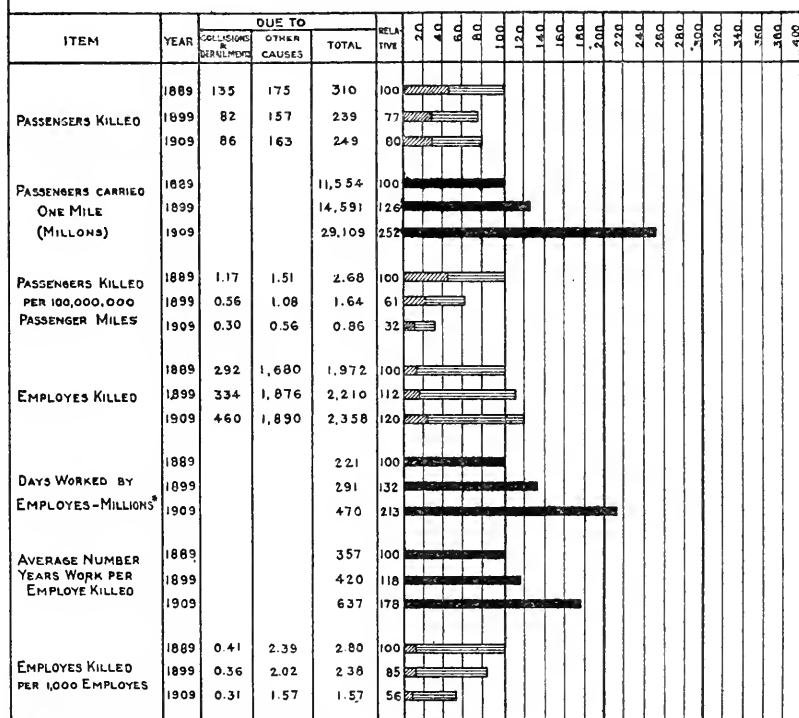 DUE TO
ITEM YEAR COLLISIONS & DERAILMENTS OTHER CAUSES TOTAL RELATIVE 20 40 60 80 100 120 140 160 180 200 220 240 260 280 300 320 340 360 380 400
PASSENGERS KILLED
1889 135 175 310 100
1899 82 157 239 77
1909 86 163 249 80
PASSENGERS CARRIED
ONE MILE
(MILLONS)
1889 11,554 100
1899 14,591 126
1909 29,109 252
PASSENGERS KILLED
PER 100,000,000
PASSENGER MILES
1889 1.17 1.51 2.68 100
1899 0.56 1.08 1.64 61
1909 0.30 0.56 0.86 32
EMPLOYES KILLED
1889 292 1,680 1,972 100
1899 334 1,876 2,210 112
1909 460 1,890 2,358 120
DAYS WORKED BY
EMPLOYES-MILLIONS*
1889 221 100
1899 291 132
1909 470 213
AVERAGE NUMBER
YEARS WORK PER
EMPLOYE KILLED
1889 357 100
1899 420 118
1909 637 178
EMPLOYES KILLED
PER 1,000 EMPLOYES
1889 0.41 2.39 2.80 100
1899 0.36 2.02 2.38 85
1909 0.31 1.57 1.57 56